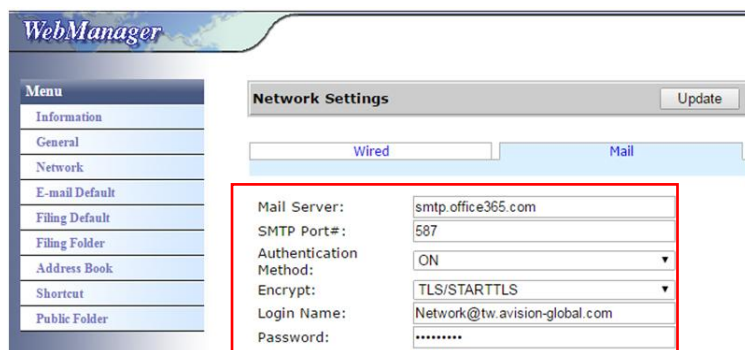 WebManager
Menu
Information
General
Network
E-mail Default
Filing Default
Filing Folder
Address Book
Shortcut
Public Folder
Network Settings Update
Wired Mail
Mail Server: smtp.office365.com
SMTP Port#: 587
Authentication Method: ON
Encrypt: TLS/STARTTLS
Login Name: Network@tw.avision-global.com
Password: •••••••••